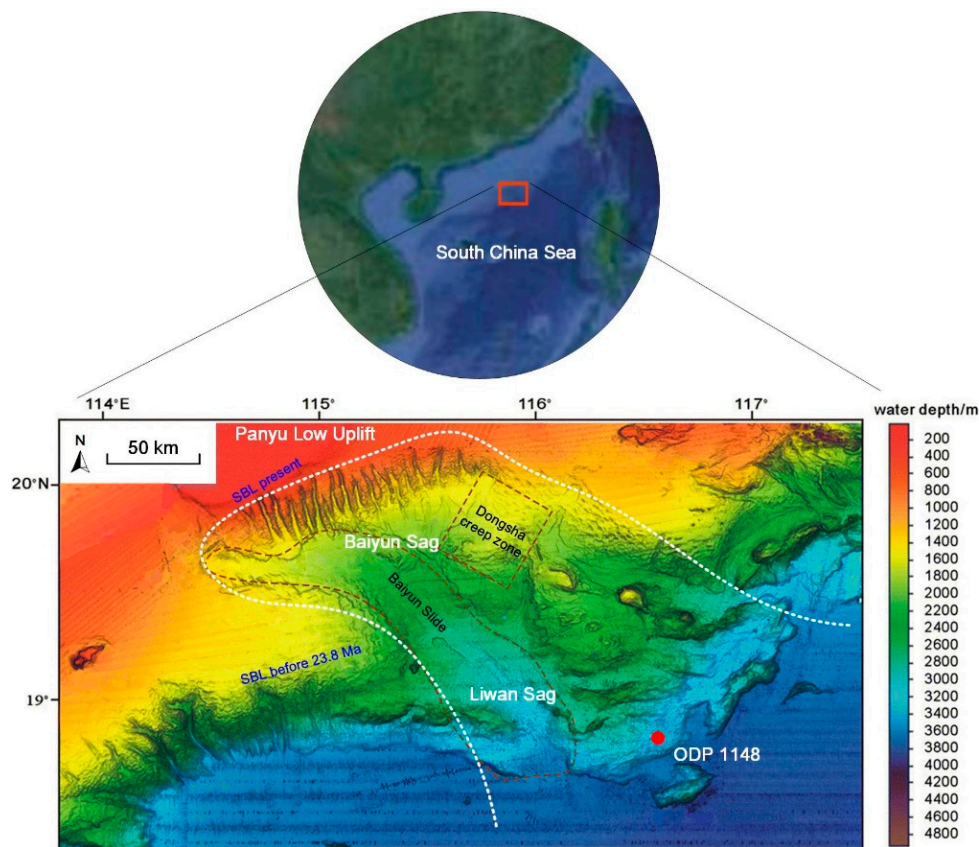 South China Sea
114°E
115°
116°
117°
water depth/m
N
50 km
Panyu Low Uplift
SBL present
20°N
Dongsha
creep zone
Baiyun Sag
Baiyun Slide
SBL before 23.8 Ma
19°
Liwan Sag
ODP 1148
200
400
600
800
1000
1200
1400
1600
1800
2000
2200
2400
2600
2800
3000
3200
3400
3600
3800
4000
4200
4400
4600
4800